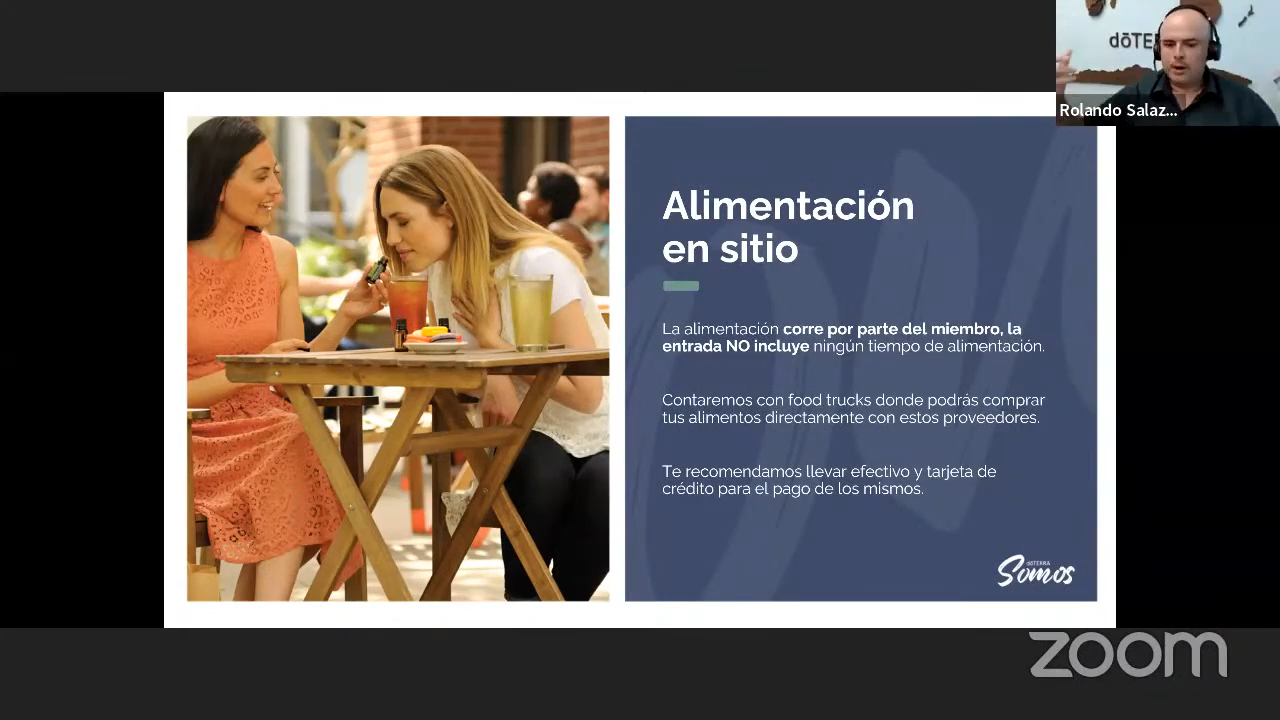 dōTE
Rolando Salaz...
Alimentación
en sitio
La alimentación corre por parte del miembro, la
entrada NO incluye ningún tiempo de alimentación.
Contaremos con food trucks donde podrás comprar
tus alimentos directamente con estos proveedores.
Te recomendamos llevar efectivo y tarjeta de
crédito para el pago de los mismos.
dōTERRA
Somos
zoom